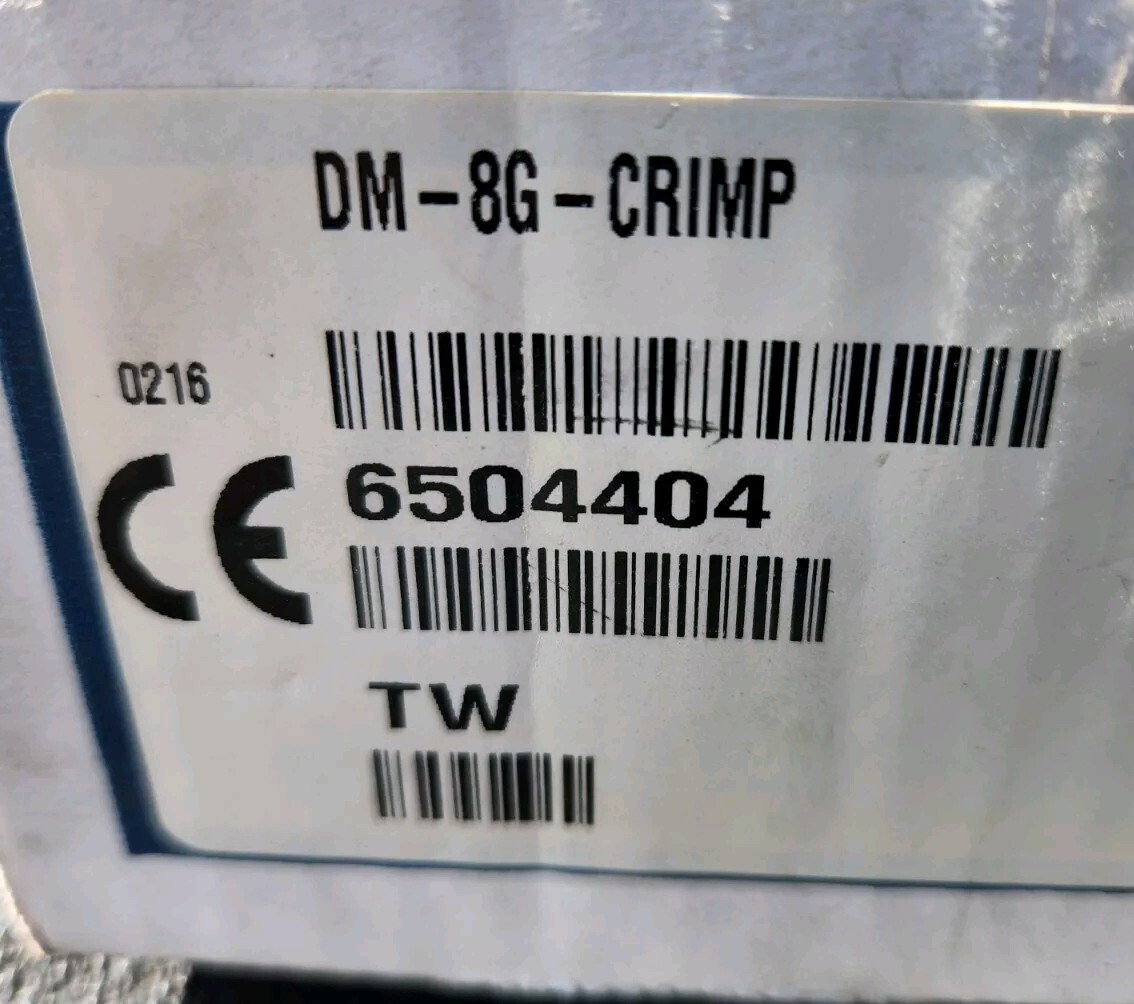 DM-8G-CRIMP
0216
CE
6504404
TW